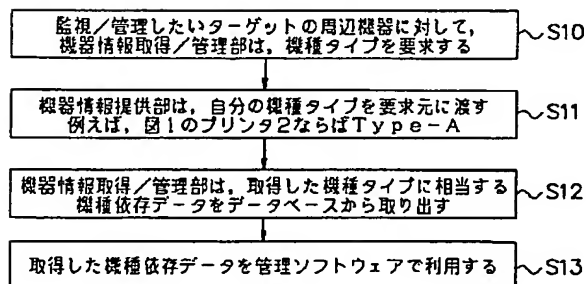 監視/管理したいターゲットの周辺機器に対して，
機器情報取得/管理部は，機種タイプを要求する
S10
機器情報提供部は，自分の機種タイプを要求元に渡す
例えば，図1のプリンタ2ならばType-A
S11
機器情報取得/管理部は，取得した機種タイプに相当する
機種依存データをデータベースから取り出す
S12
取得した機種依存データを管理ソフトウェアで利用する
S13